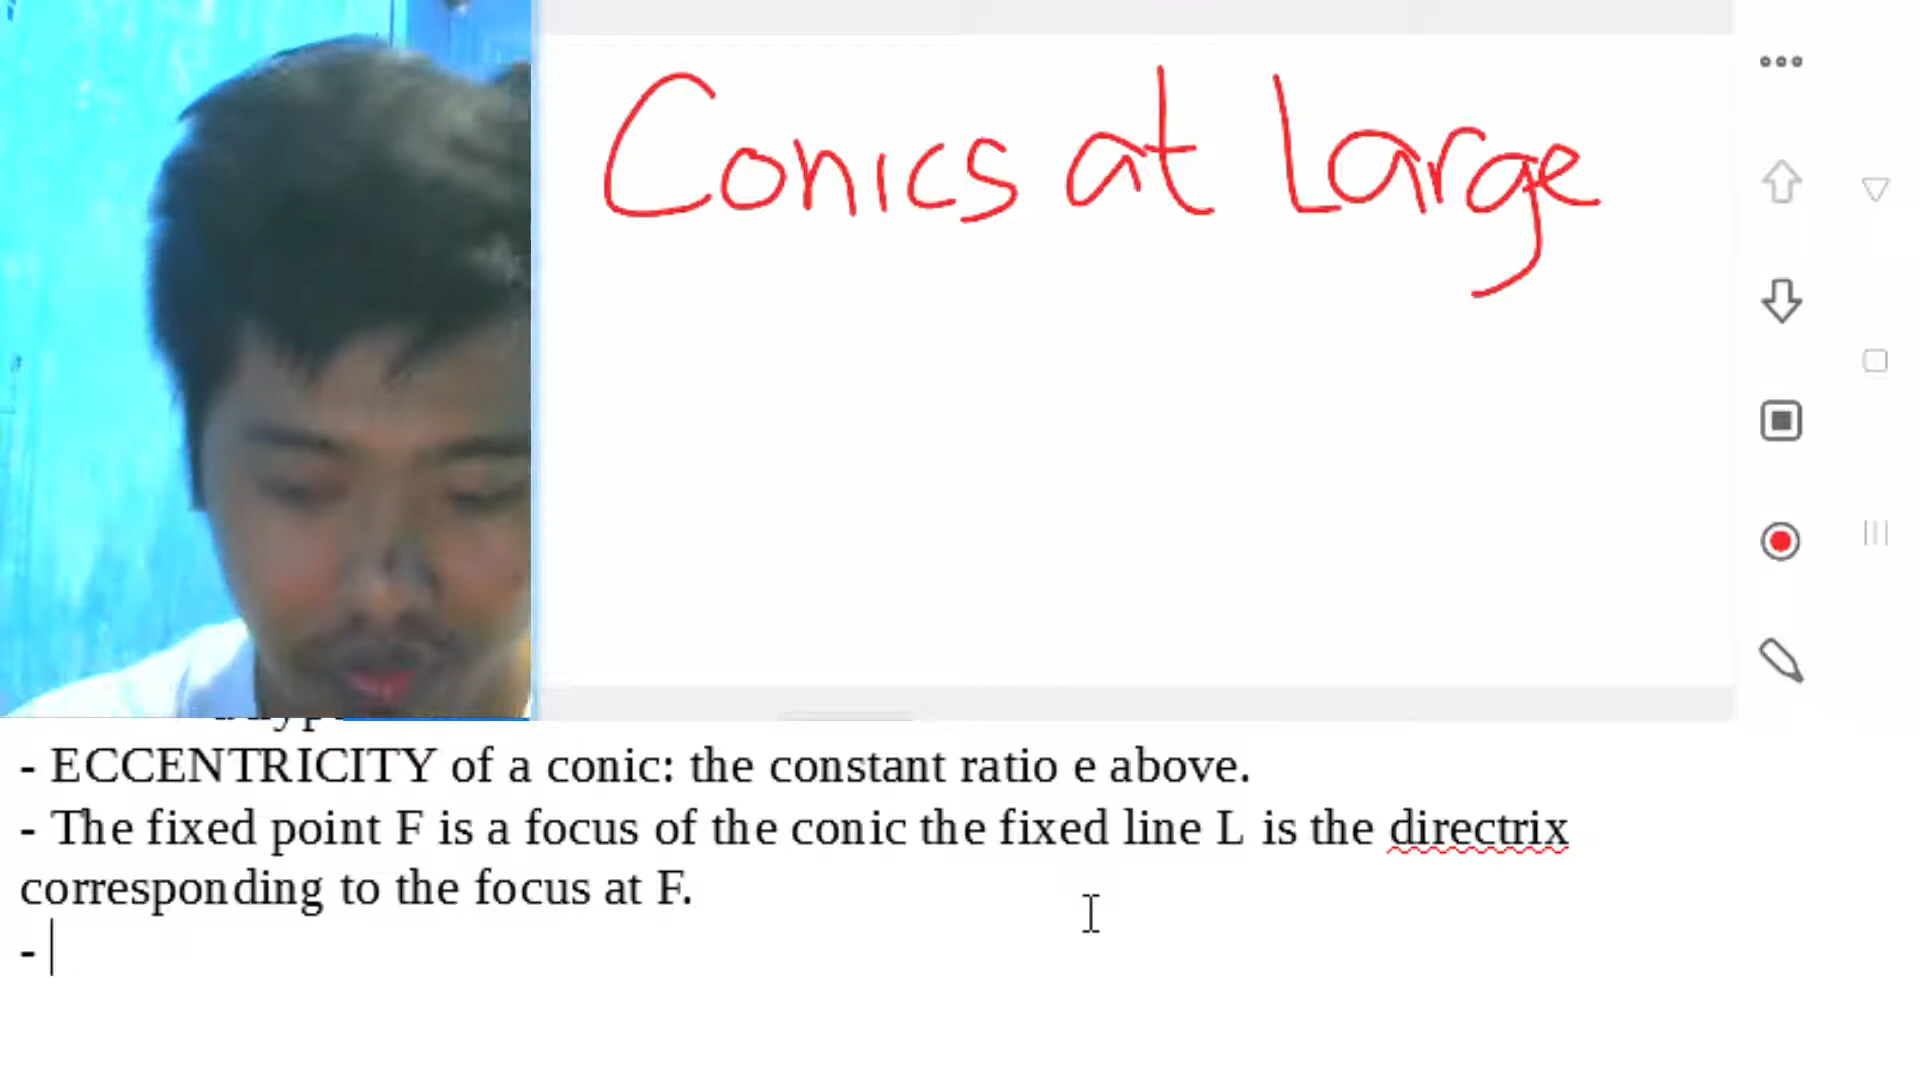 Conics at Large
- ECCENTRICITY of a conic: the constant ratio e above.
- The fixed point F is a focus of the conic the fixed line L is the directrix
corresponding to the focus at F.
-